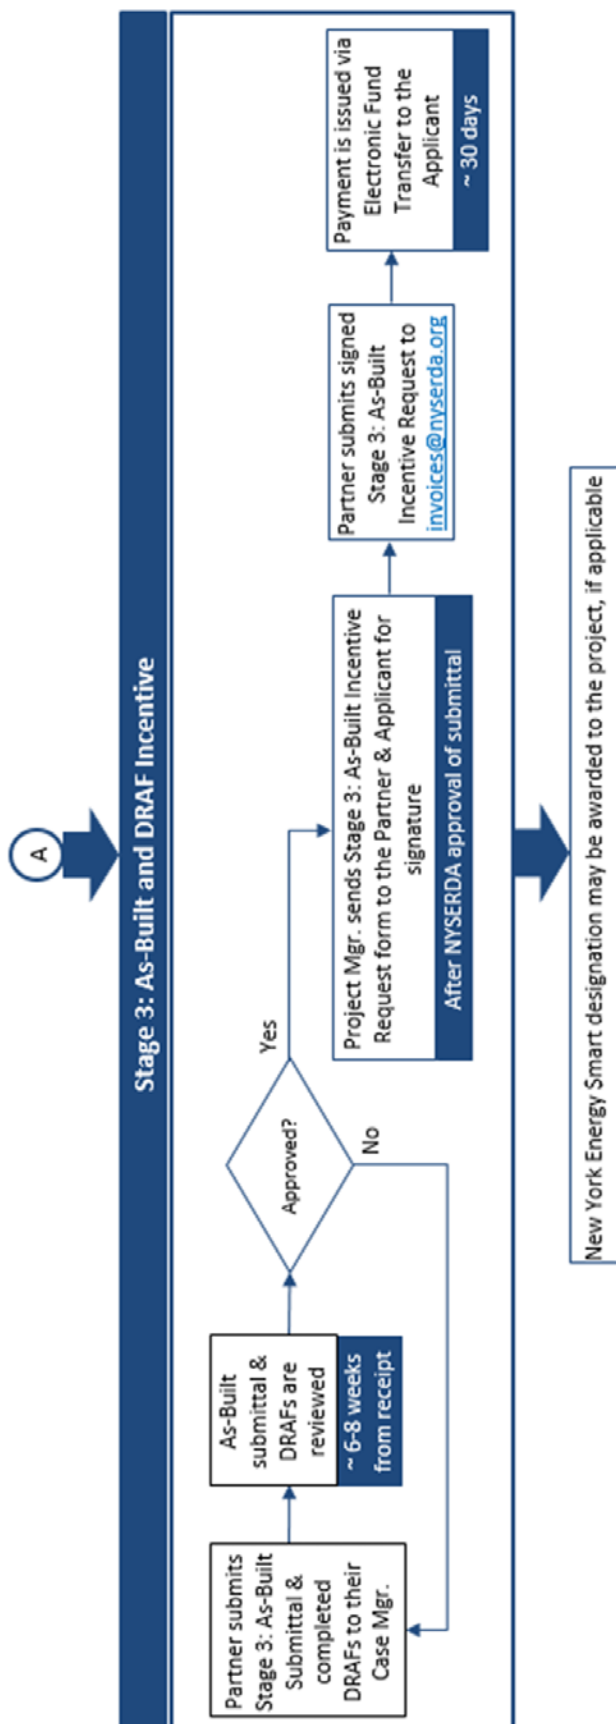 A
Stage 3: As-Built and DRAF Incentive
Partner submits
Stage 3: As-Built
Submittal &
completed
DRAFs to their
Case Mgr.
As-Built
submittal &
DRAFs are
reviewed
~ 6-8 weeks
from receipt
Approved?
Yes
No
Project Mgr. sends Stage 3: As-Built Incentive
Request form to the Partner & Applicant for
signature
After NYSERDA approval of submittal
Partner submits signed
Stage 3: As-Built
Incentive Request to
invoices@nyserda.org
Payment is issued via
Electronic Fund
Transfer to the
Applicant
~ 30 days
New York Energy Smart designation may be awarded to the project, if applicable